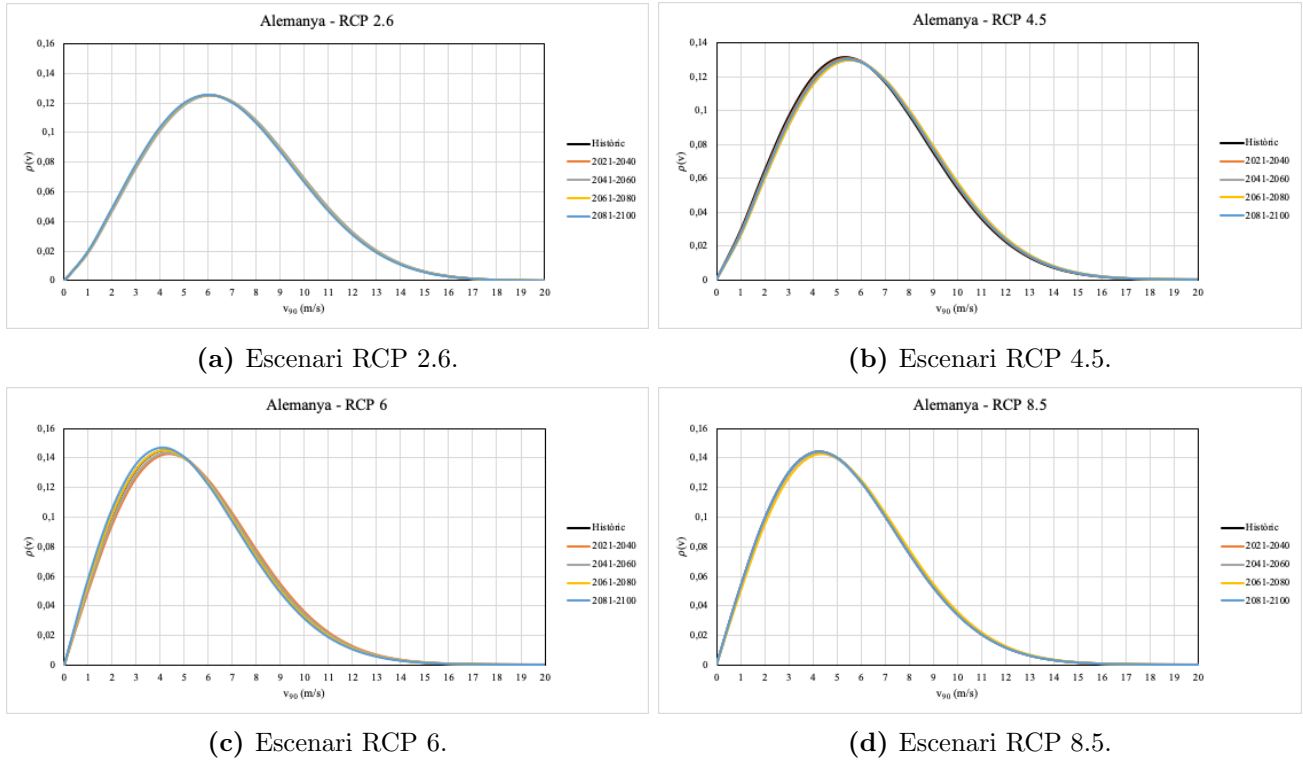 Alemanya - RCP 2.6
0,16
0,14
0,12
0,1
0,08
0,06
0,04
0,02
0
ρ(v)
0 1 2 3 4 5 6 7 8 9 10 11 12 13 14 15 16 17 18 19 20
v90 (m/s)
Històric
2021-2040
2041-2060
2061-2080
2081-2100
(a) Escenari RCP 2.6.
Alemanya - RCP 4.5
0,14
0,12
0,1
0,08
0,06
0,04
0,02
0
ρ(v)
0 1 2 3 4 5 6 7 8 9 10 11 12 13 14 15 16 17 18 19 20
v90 (m/s)
Històric
2021-2040
2041-2060
2061-2080
2081-2100
(b) Escenari RCP 4.5.
Alemanya - RCP 6
0,16
0,14
0,12
0,1
0,08
0,06
0,04
0,02
0
ρ(v)
0 1 2 3 4 5 6 7 8 9 10 11 12 13 14 15 16 17 18 19 20
v90 (m/s)
Històric
2021-2040
2041-2060
2061-2080
2081-2100
(c) Escenari RCP 6.
Alemanya - RCP 8.5
0,16
0,14
0,12
0,1
0,08
0,06
0,04
0,02
0
ρ(v)
0 1 2 3 4 5 6 7 8 9 10 11 12 13 14 15 16 17 18 19 20
v90 (m/s)
Històric
2021-2040
2041-2060
2061-2080
2081-2100
(d) Escenari RCP 8.5.